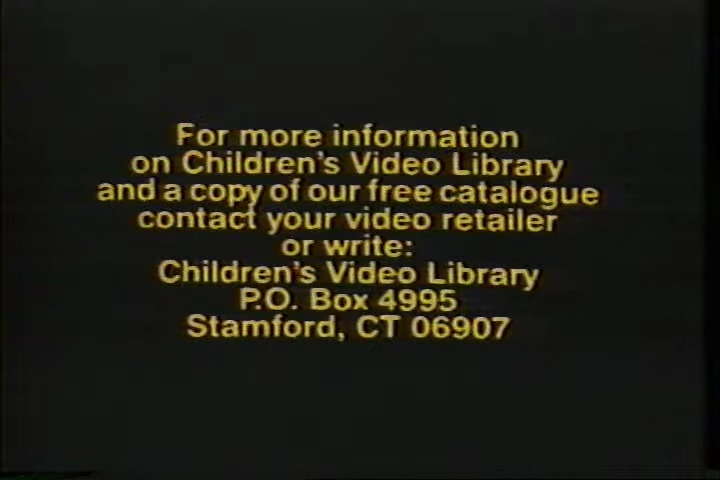 For more information
on Children's Video Library
and a copy of our free catalogue
contact your video retailer
or write:
Children's Video Library
P.O. Box 4995
Stamford, CT 06907